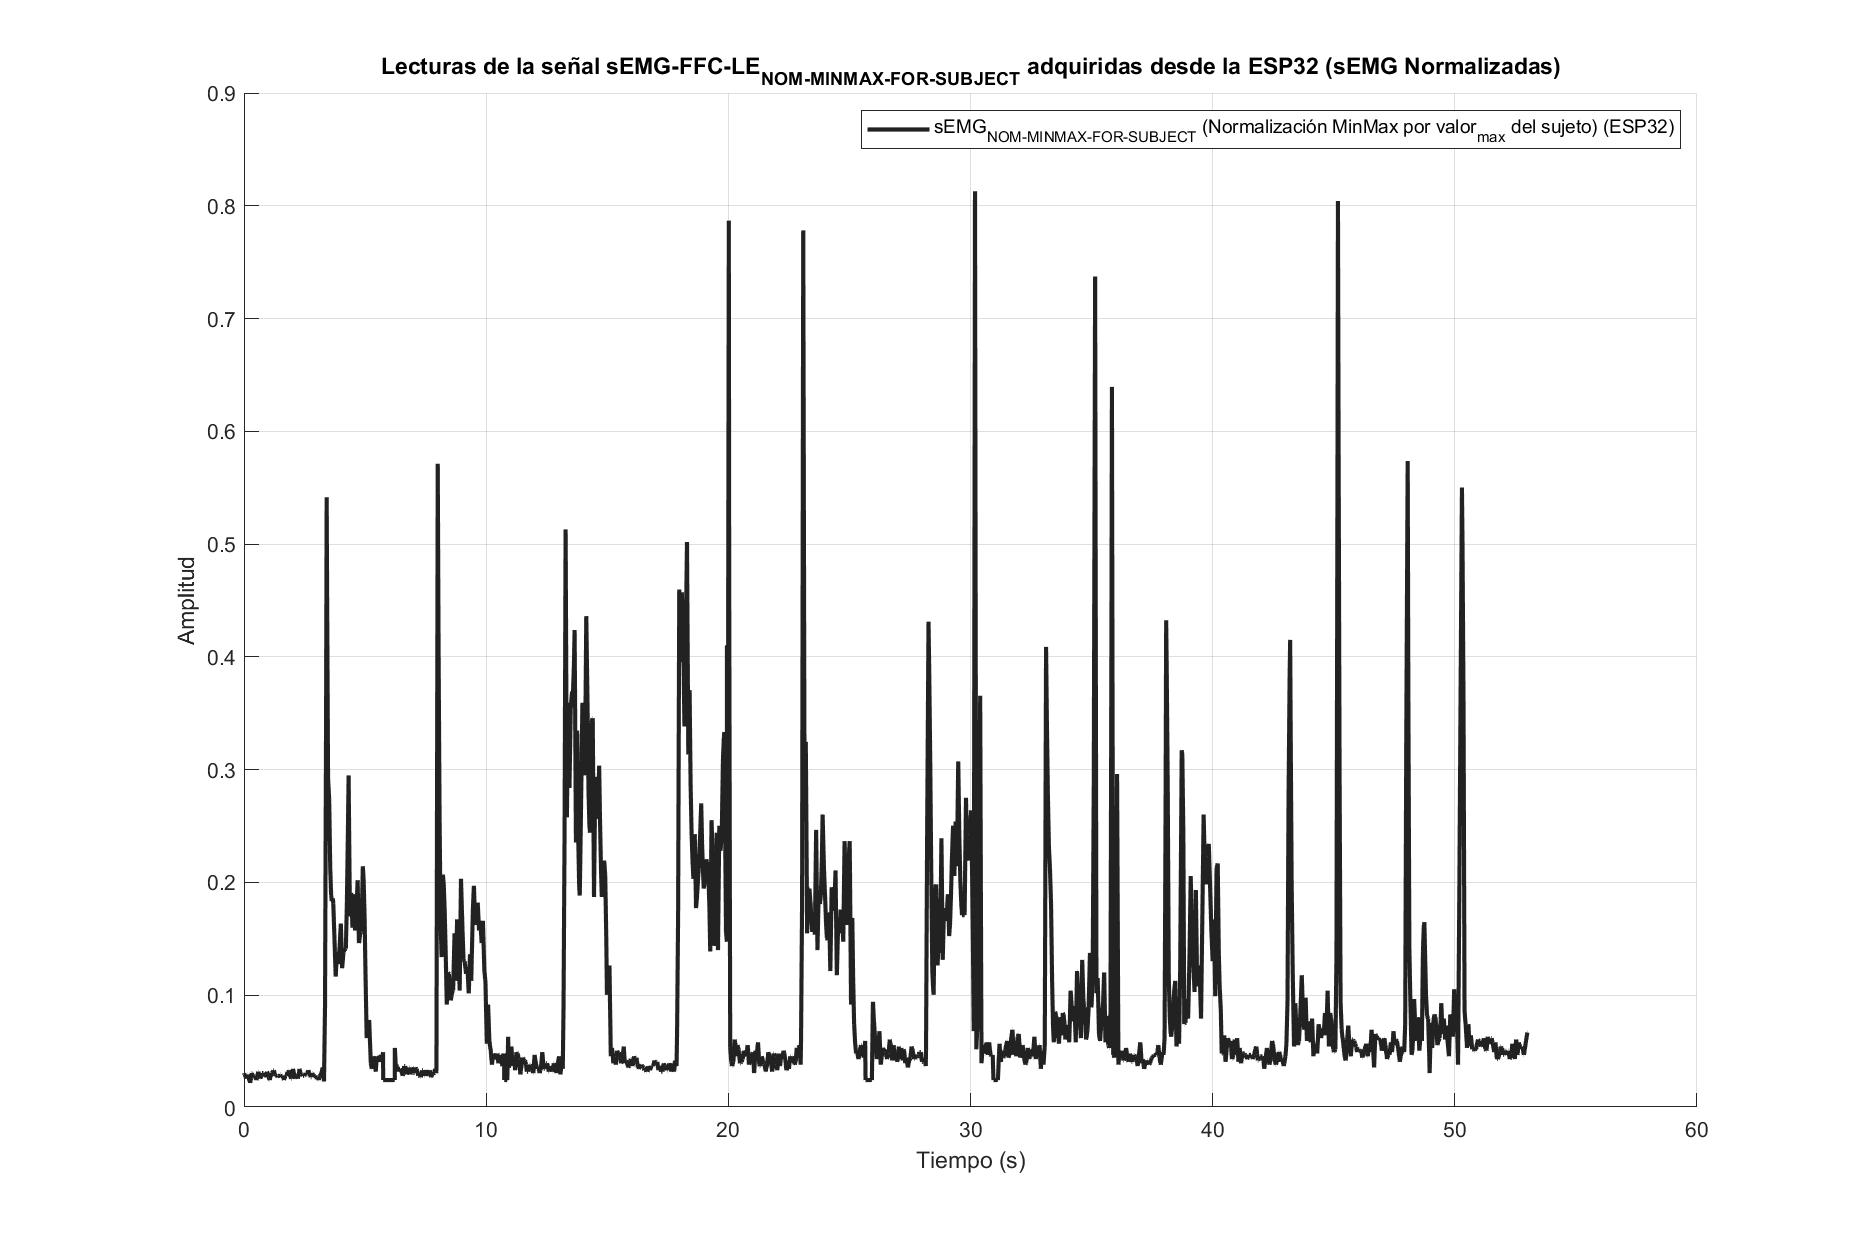 Lecturas de la señal sEMG-FFC-LE_NOM-MINMAX-FOR-SUBJECT adquiridas desde la ESP32 (sEMG Normalizadas)
sEMG_NOM-MINMAX-FOR-SUBJECT (Normalización MinMax por valor_max del sujeto) (ESP32)
0.9
0.8
0.7
0.6
0.5
0.4
0.3
0.2
0.1
0
Amplitud
0 10 20 30 40 50 60
Tiempo (s)